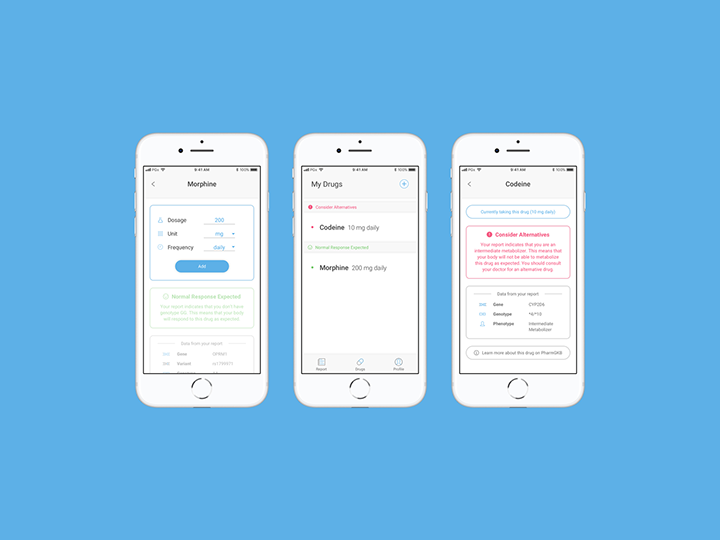 PGx 9:41 AM 100%
Morphine
Dosage 200
Unit mg
Frequency daily
Add
Normal Response Expected
Your report indicates that you don't have
genotype GG. This means that your body
will respond to this drug as expected.
Data from your report
Gene OPRM1
Variant rs1799971
PGx 9:41 AM 100%
My Drugs
Consider Alternatives
Codeine 10 mg daily
Normal Response Expected
Morphine 200 mg daily
Report Drugs Profile
PGx 9:41 AM 100%
Codeine
Currently taking this drug (10 mg daily)
Consider Alternatives
Your report indicates that you are an
intermediate metabolizer. This means that
your body will not be able to metabolize
this drug as expected. You should consult
your doctor for an alternative drug.
Data from your report
Gene CYP2D6
Genotype *4/*10
Phenotype Intermediate
Metabolizer
Learn more about this drug on PharmGKB